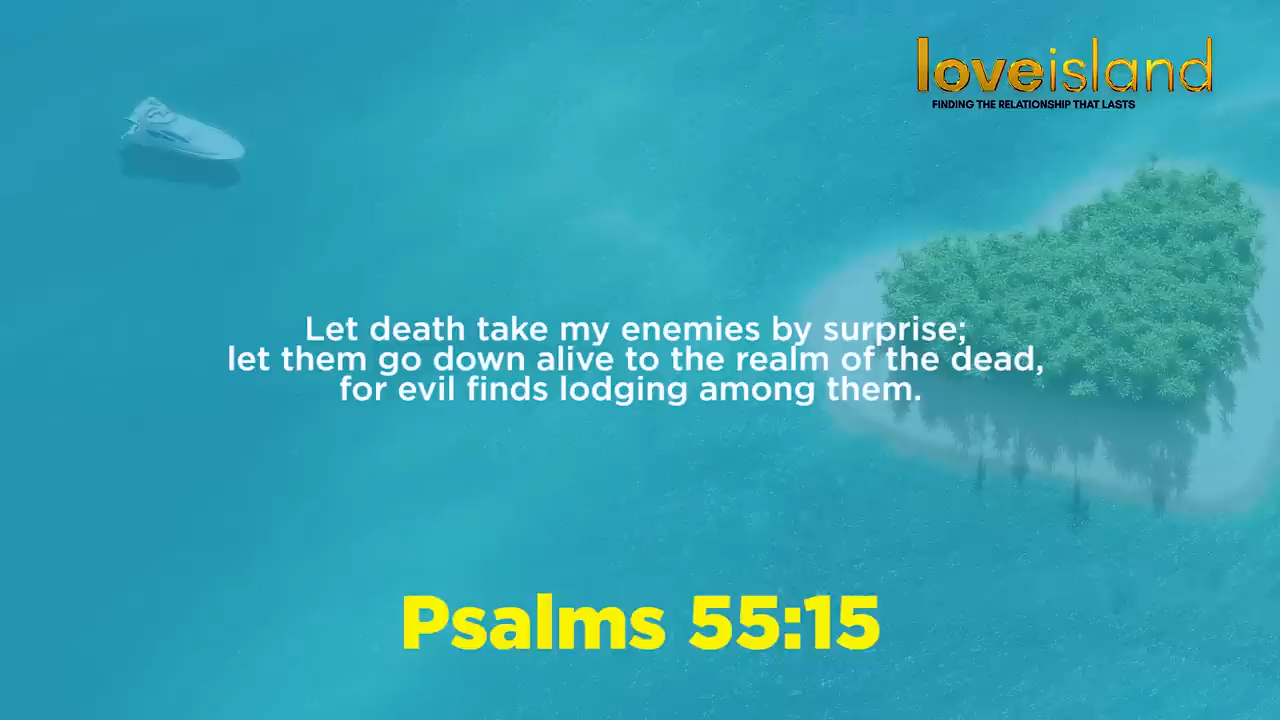 loveisland
FINDING THE RELATIONSHIP THAT LASTS
Let death take my enemies by surprise;
let them go down alive to the realm of the dead,
for evil finds lodging among them.
Psalms 55:15